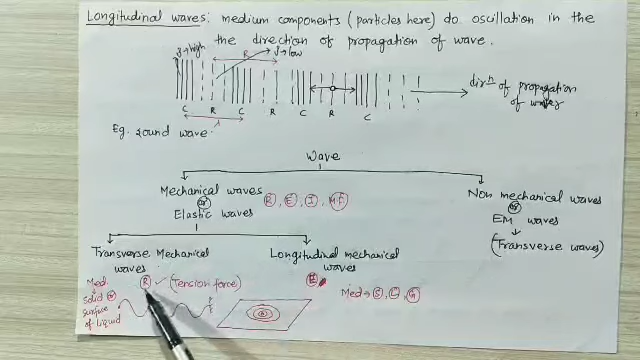 Longitudinal waves: medium components (particles here) do oscillation in the
the direction of propagation of wave.
ρ→high R ρ→low
C R C R C R C
λ
dirⁿ of propagation
of waves
Eg. sound wave.
Wave
Mechanical waves R, E, I, M.F
or
Elastic waves
Non mechanical waves
or
EM waves
(Transverse waves)
Transverse Mechanical
waves
Longitudinal mechanical
waves
Med R ✓ (Tension force)
solid or
surface
of liquid
E
Med→ S, L, G